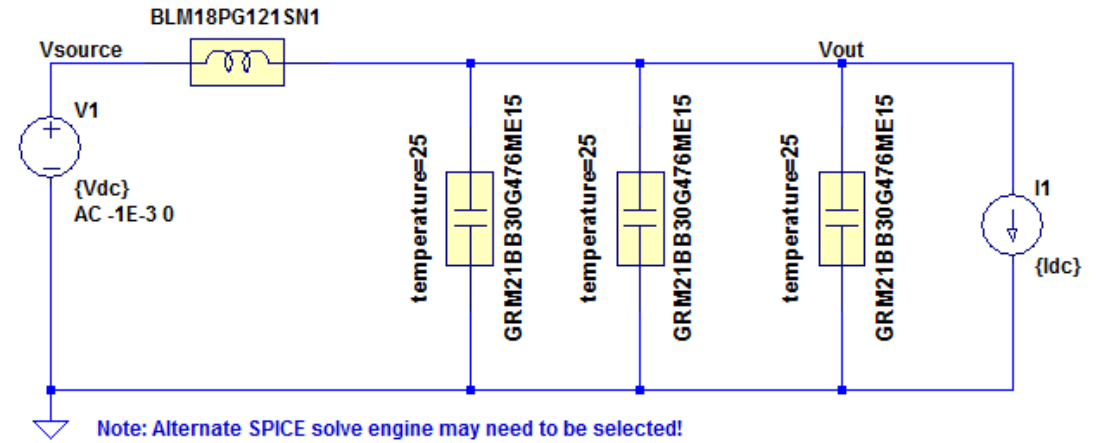 BLM18PG121SN1
Vsource
Vout
V1
{Vdc}
AC -1E-3 0
temperature=25
GRM21BB30G476ME15
temperature=25
GRM21BB30G476ME15
temperature=25
GRM21BB30G476ME15
I1
{Idc}
Note: Alternate SPICE solve engine may need to be selected!